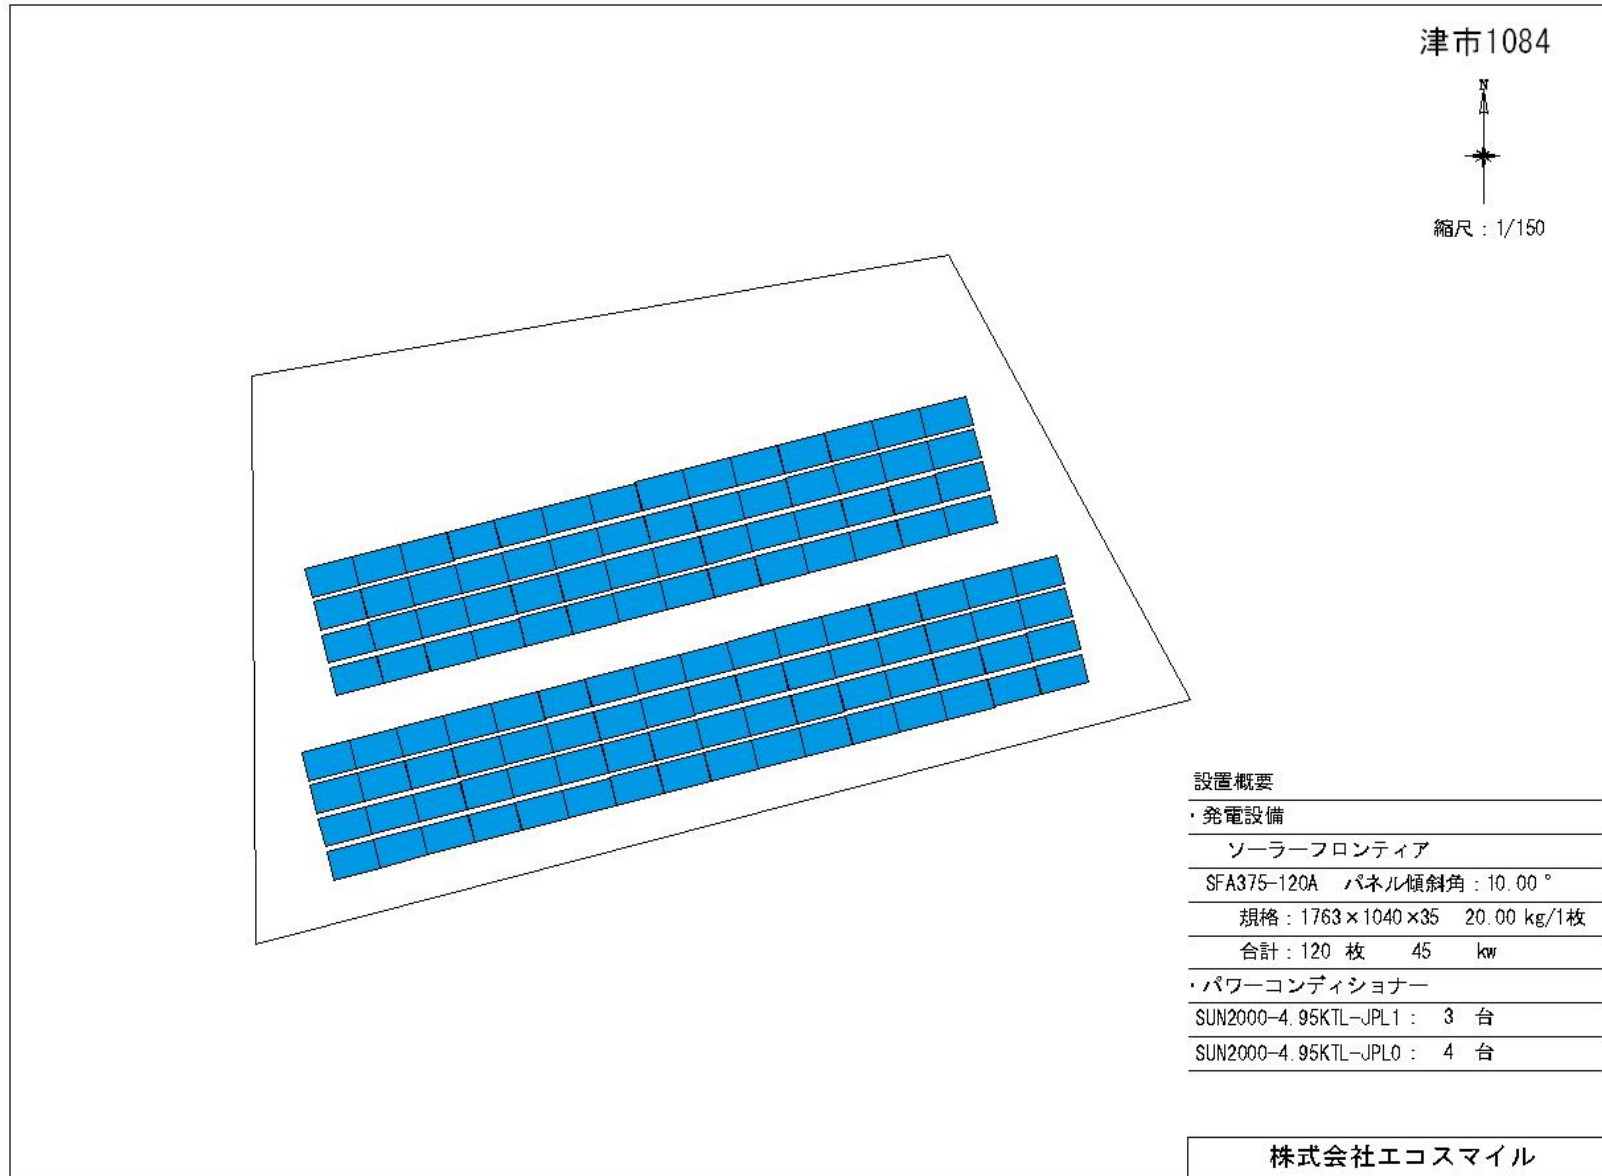 津市1084
N
縮尺：1/150
設置概要
・発電設備
ソーラーフロンティア
SFA375-120A パネル傾斜角：10.00°
規格：1763×1040×35 20.00 kg/1枚
合計：120 枚 45 kw
・パワーコンディショナー
SUN2000-4.95KTL-JPL1： 3 台
SUN2000-4.95KTL-JPL0： 4 台
株式会社エコスマイル